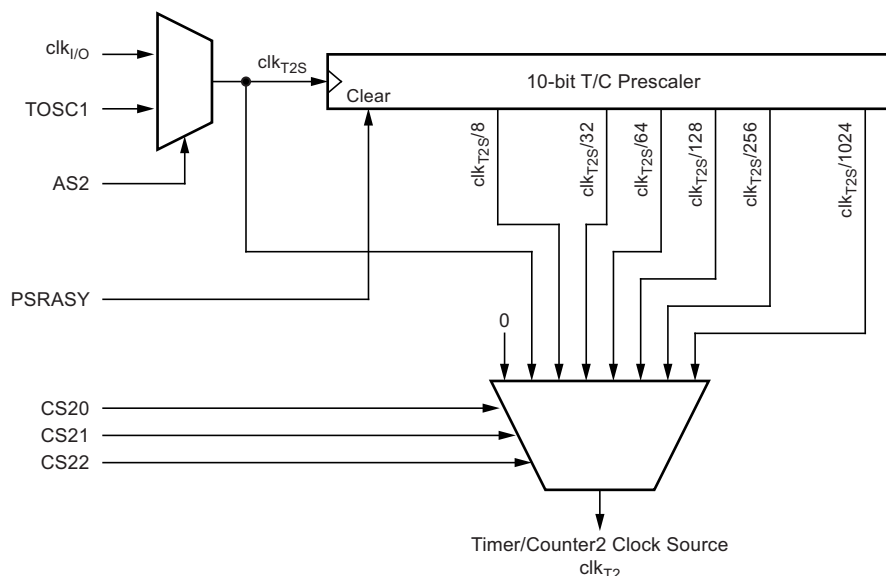 clkI/O
TOSC1
AS2
PSRASY
clkT2S
10-bit T/C Prescaler
Clear
clkT2S/8
clkT2S/32
clkT2S/64
clkT2S/128
clkT2S/256
clkT2S/1024
0
CS20
CS21
CS22
Timer/Counter2 Clock Source
clkT2